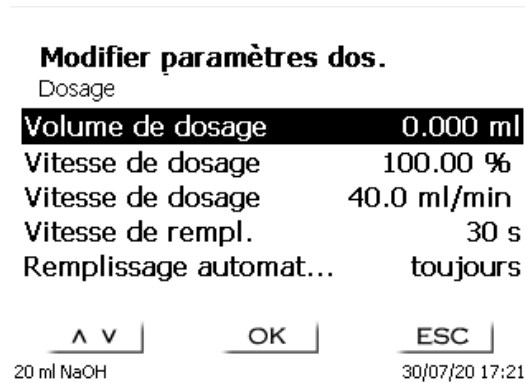 Modifier paramètres dos.
Dosage
Volume de dosage 0.000 ml
Vitesse de dosage 100.00 %
Vitesse de dosage 40.0 ml/min
Vitesse de rempl. 30 s
Remplissage automat... toujours
∧ ∨ OK ESC
20 ml NaOH 30/07/20 17:21